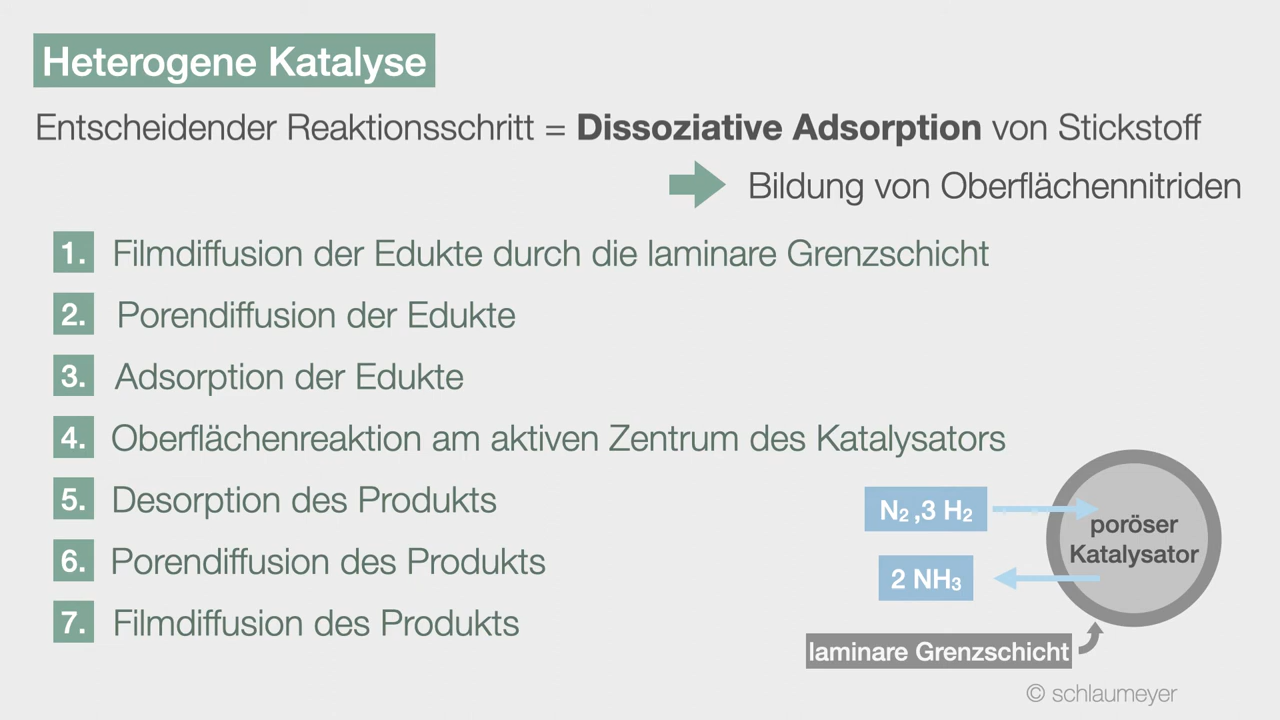 Heterogene Katalyse
Entscheidender Reaktionsschritt = Dissoziative Adsorption von Stickstoff
Bildung von Oberflächennitriden
1. Filmdiffusion der Edukte durch die laminare Grenzschicht
2. Porendiffusion der Edukte
3. Adsorption der Edukte
4. Oberflächenreaktion am aktiven Zentrum des Katalysators
5. Desorption des Produkts
6. Porendiffusion des Produkts
7. Filmdiffusion des Produkts
N₂ ,3 H₂
poröser
Katalysator
2 NH₃
laminare Grenzschicht
© schlaumeyer